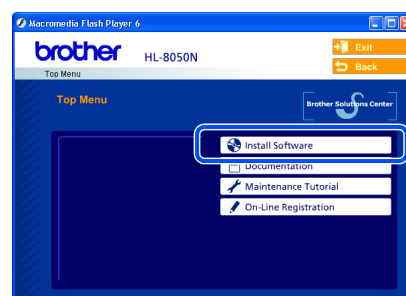 Macromedia Flash Player 6
brother
HL-8050N
Exit
Back
Top Menu
Top Menu
Brother Solutions Center
Install Software
Documentation
Maintenance Tutorial
On-Line Registration